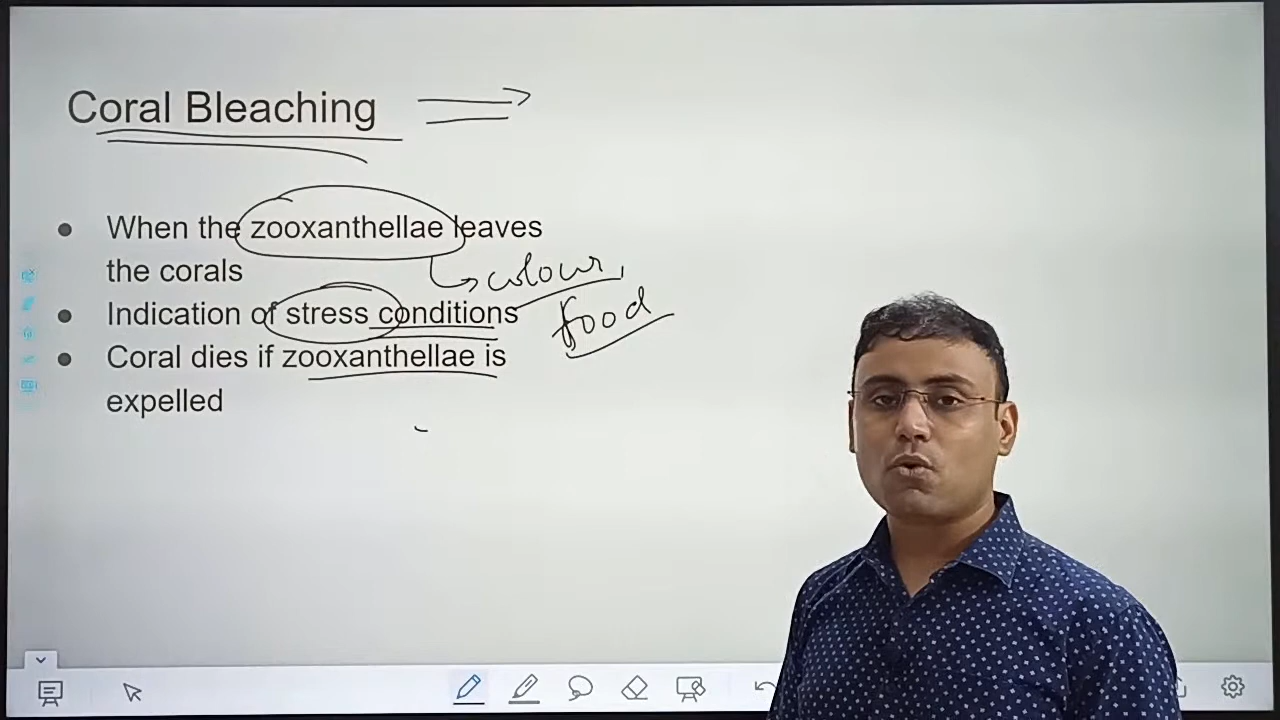 Coral Bleaching
When the zooxanthellae leaves
the corals
colour,
Indication of stress conditions
food
Coral dies if zooxanthellae is
expelled